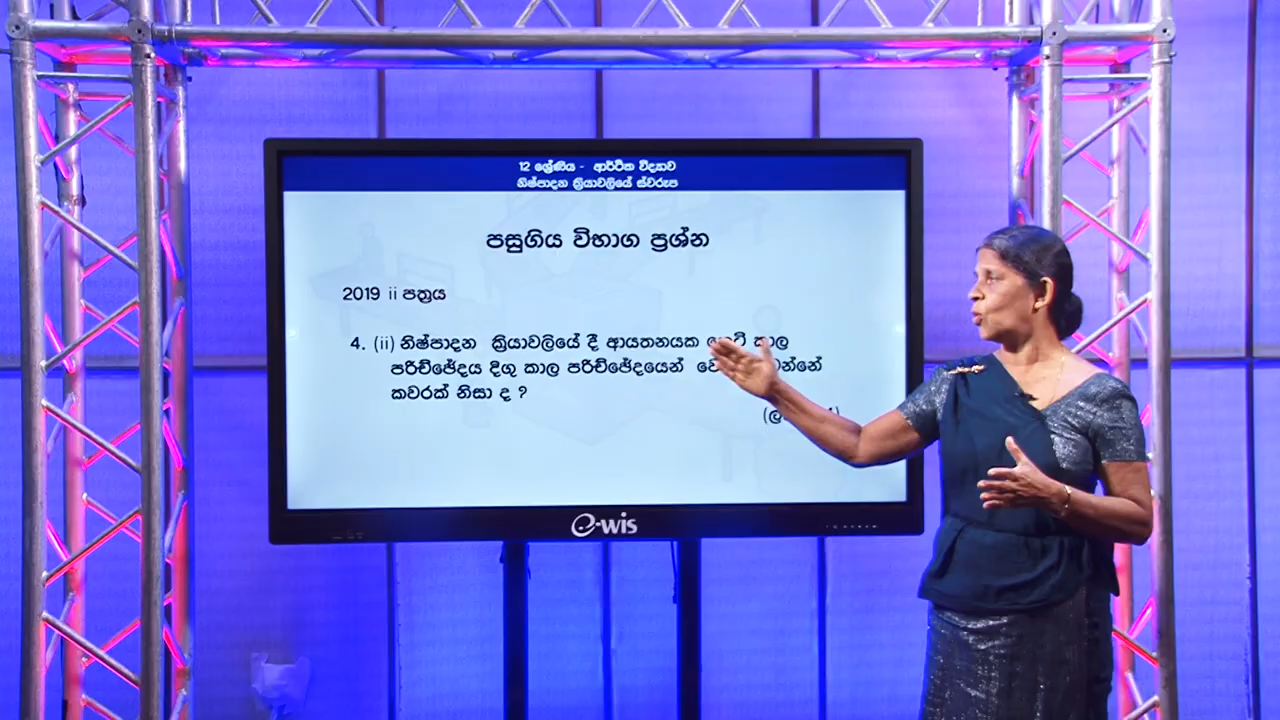 12 ශ්‍රේණිය - ආර්ථික විද්‍යාව
නිෂ්පාදන ක්‍රියාවලියේ ස්වරූප
පසුගිය විභාග ප්‍රශ්න
2019 ii පත්‍රය
4. (ii) නිෂ්පාදන ක්‍රියාවලියේ දී ආයතනයක කාල
පරිච්ඡේදය දිගු කාල පරිච්ඡේදයෙන්
කවරක් නිසා ද ?
e-wis